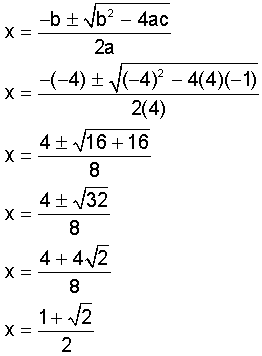 x = (−b ± √(b² − 4ac)) / (2a)
x = (−(−4) ± √((−4)² − 4(4)(−1))) / (2(4))
x = (4 ± √(16 + 16)) / 8
x = (4 ± √32) / 8
x = (4 + 4√2) / 8
x = (1 + √2) / 2